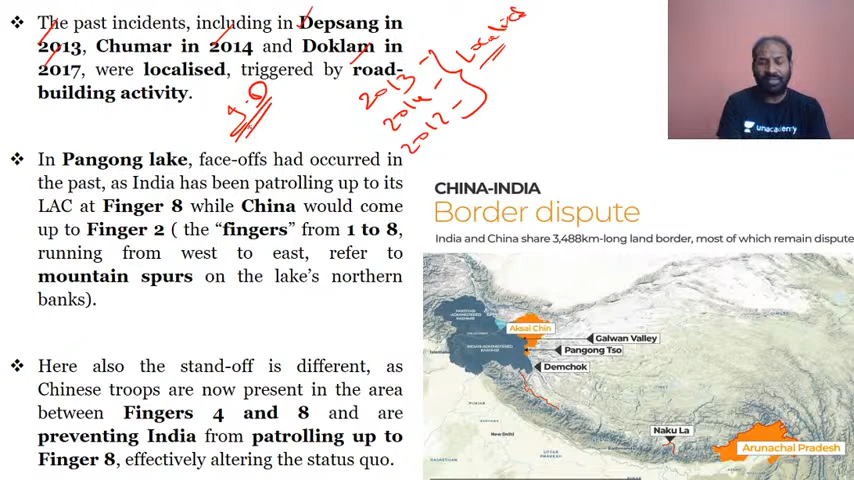 ❖ The past incidents, including in Depsang in
2013, Chumar in 2014 and Doklam in
2017, were localised, triggered by road-
building activity.
2013 -
2014 -
2012 -
Localised
❖ In Pangong lake, face-offs had occurred in
the past, as India has been patrolling up to its
LAC at Finger 8 while China would come
up to Finger 2 ( the “fingers” from 1 to 8,
running from west to east, refer to
mountain spurs on the lake’s northern
banks).
❖ Here also the stand-off is different, as
Chinese troops are now present in the area
between Fingers 4 and 8 and are
preventing India from patrolling up to
Finger 8, effectively altering the status quo.
unacademy
CHINA-INDIA
Border dispute
India and China share 3,488km-long land border, most of which remain dispute
Aksai Chin
Galwan Valley
Pangong Tso
Demchok
New Delhi
Naku La
Arunachal Pradesh